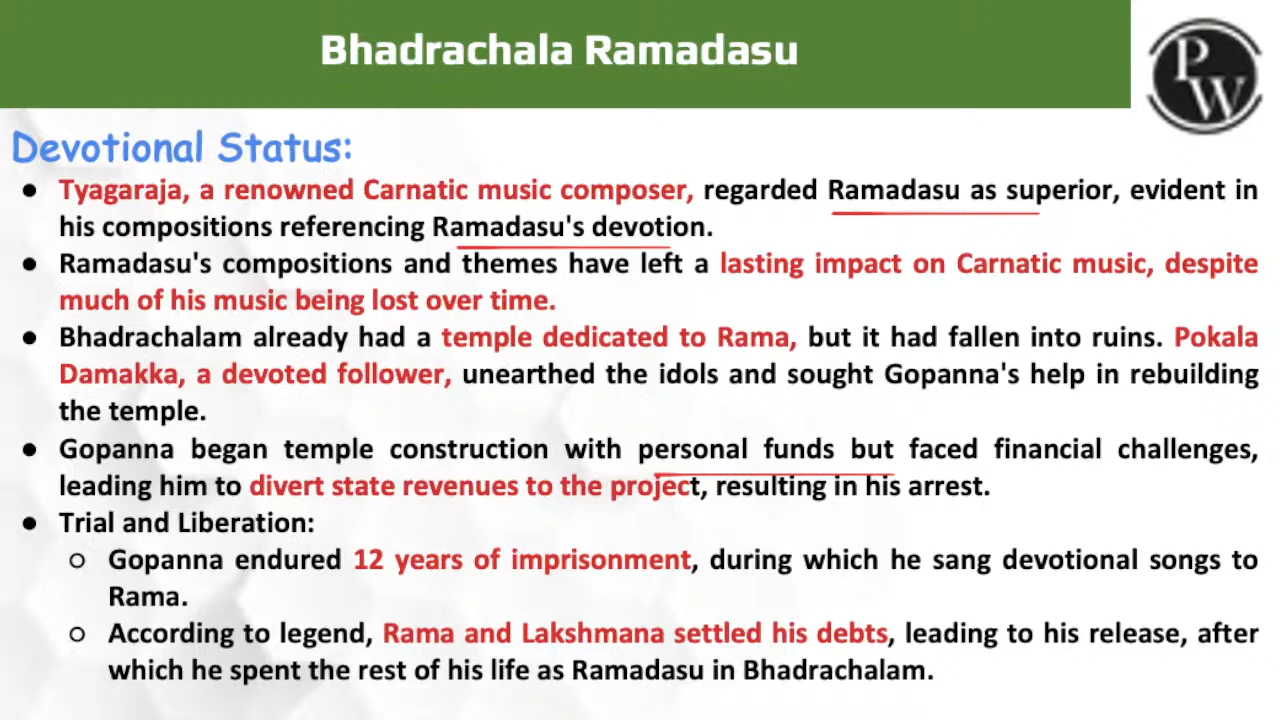 Bhadrachala Ramadasu
PW
Devotional Status:
● Tyagaraja, a renowned Carnatic music composer, regarded Ramadasu as superior, evident in
his compositions referencing Ramadasu's devotion.
● Ramadasu's compositions and themes have left a lasting impact on Carnatic music, despite
much of his music being lost over time.
● Bhadrachalam already had a temple dedicated to Rama, but it had fallen into ruins. Pokala
Damakka, a devoted follower, unearthed the idols and sought Gopanna's help in rebuilding
the temple.
● Gopanna began temple construction with personal funds but faced financial challenges,
leading him to divert state revenues to the project, resulting in his arrest.
● Trial and Liberation:
○ Gopanna endured 12 years of imprisonment, during which he sang devotional songs to
Rama.
○ According to legend, Rama and Lakshmana settled his debts, leading to his release, after
which he spent the rest of his life as Ramadasu in Bhadrachalam.